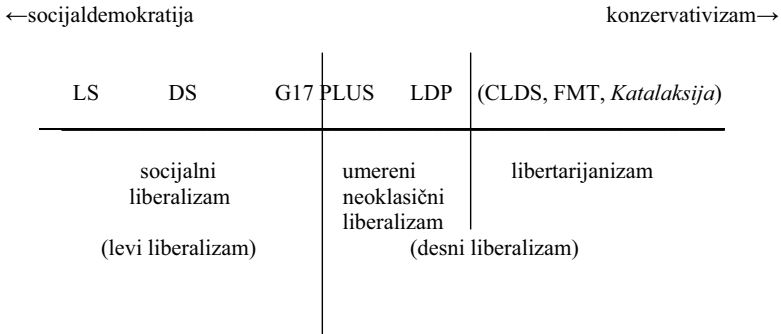 ←socijaldemokratija konzervativizam→
LS DS G17 PLUS LDP (CLDS, FMT, Katalaksija)
socijalni umereni libertarijanizam
liberalizam neoklasični
liberalizam
(levi liberalizam) (desni liberalizam)